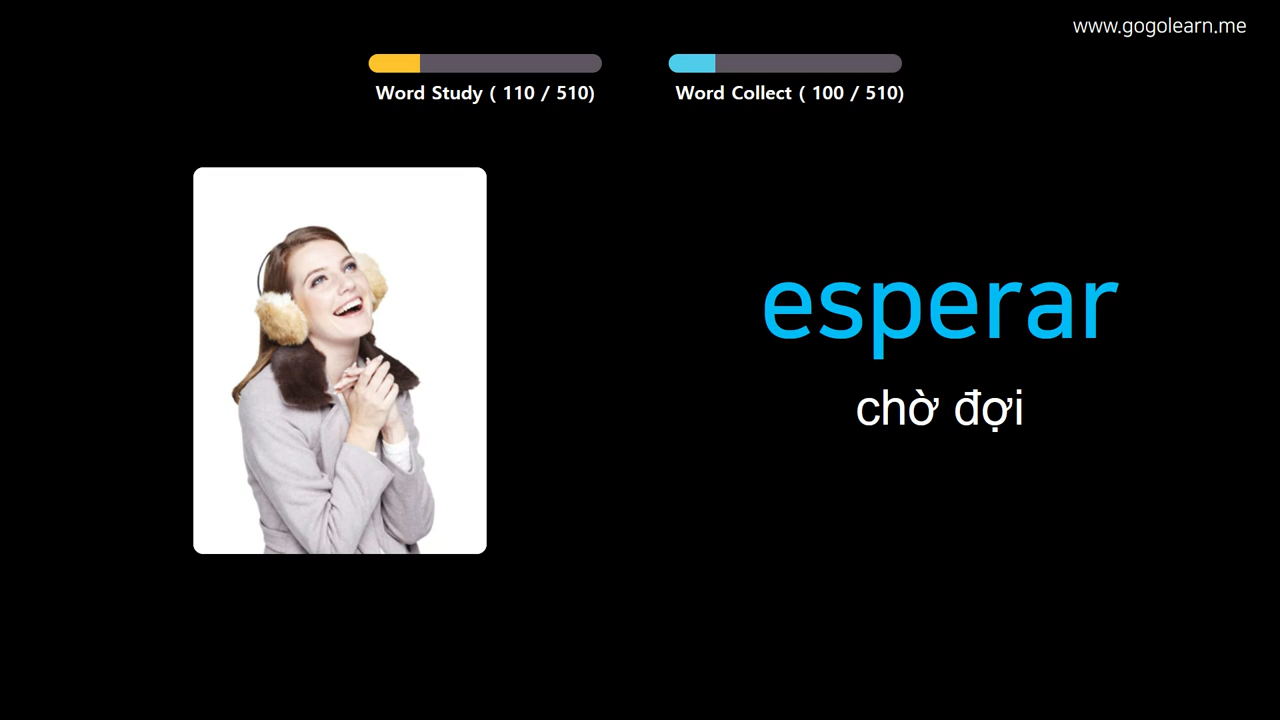 www.gogolearn.me
Word Study ( 110 / 510)
Word Collect ( 100 / 510)
esperar
chờ đợi